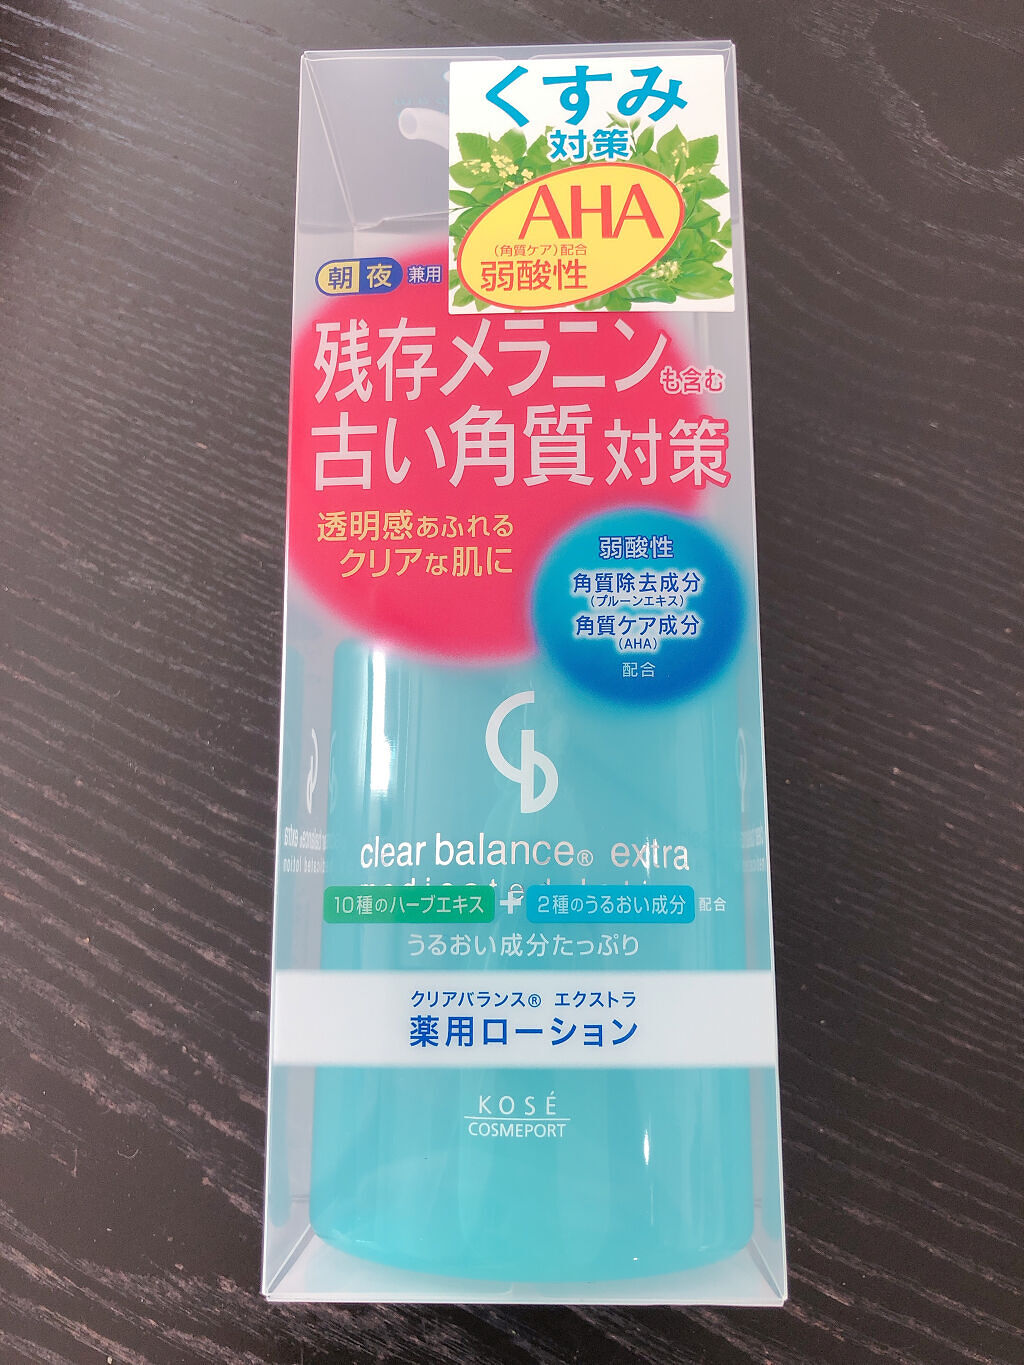 くすみ
対策
AHA
(角質ケア)配合
弱酸性
朝 夜 兼用
残存メラニンも含む
古い角質対策
透明感あふれる
クリアな肌に
弱酸性
角質除去成分
(プルーンエキス)
角質ケア成分
(AHA)
配合
clear balance® extra
10種のハーブエキス + 2種のうるおい成分 配合
うるおい成分たっぷり
クリアバランス® エクストラ
薬用ローション
KOSÉ
COSMEPORT